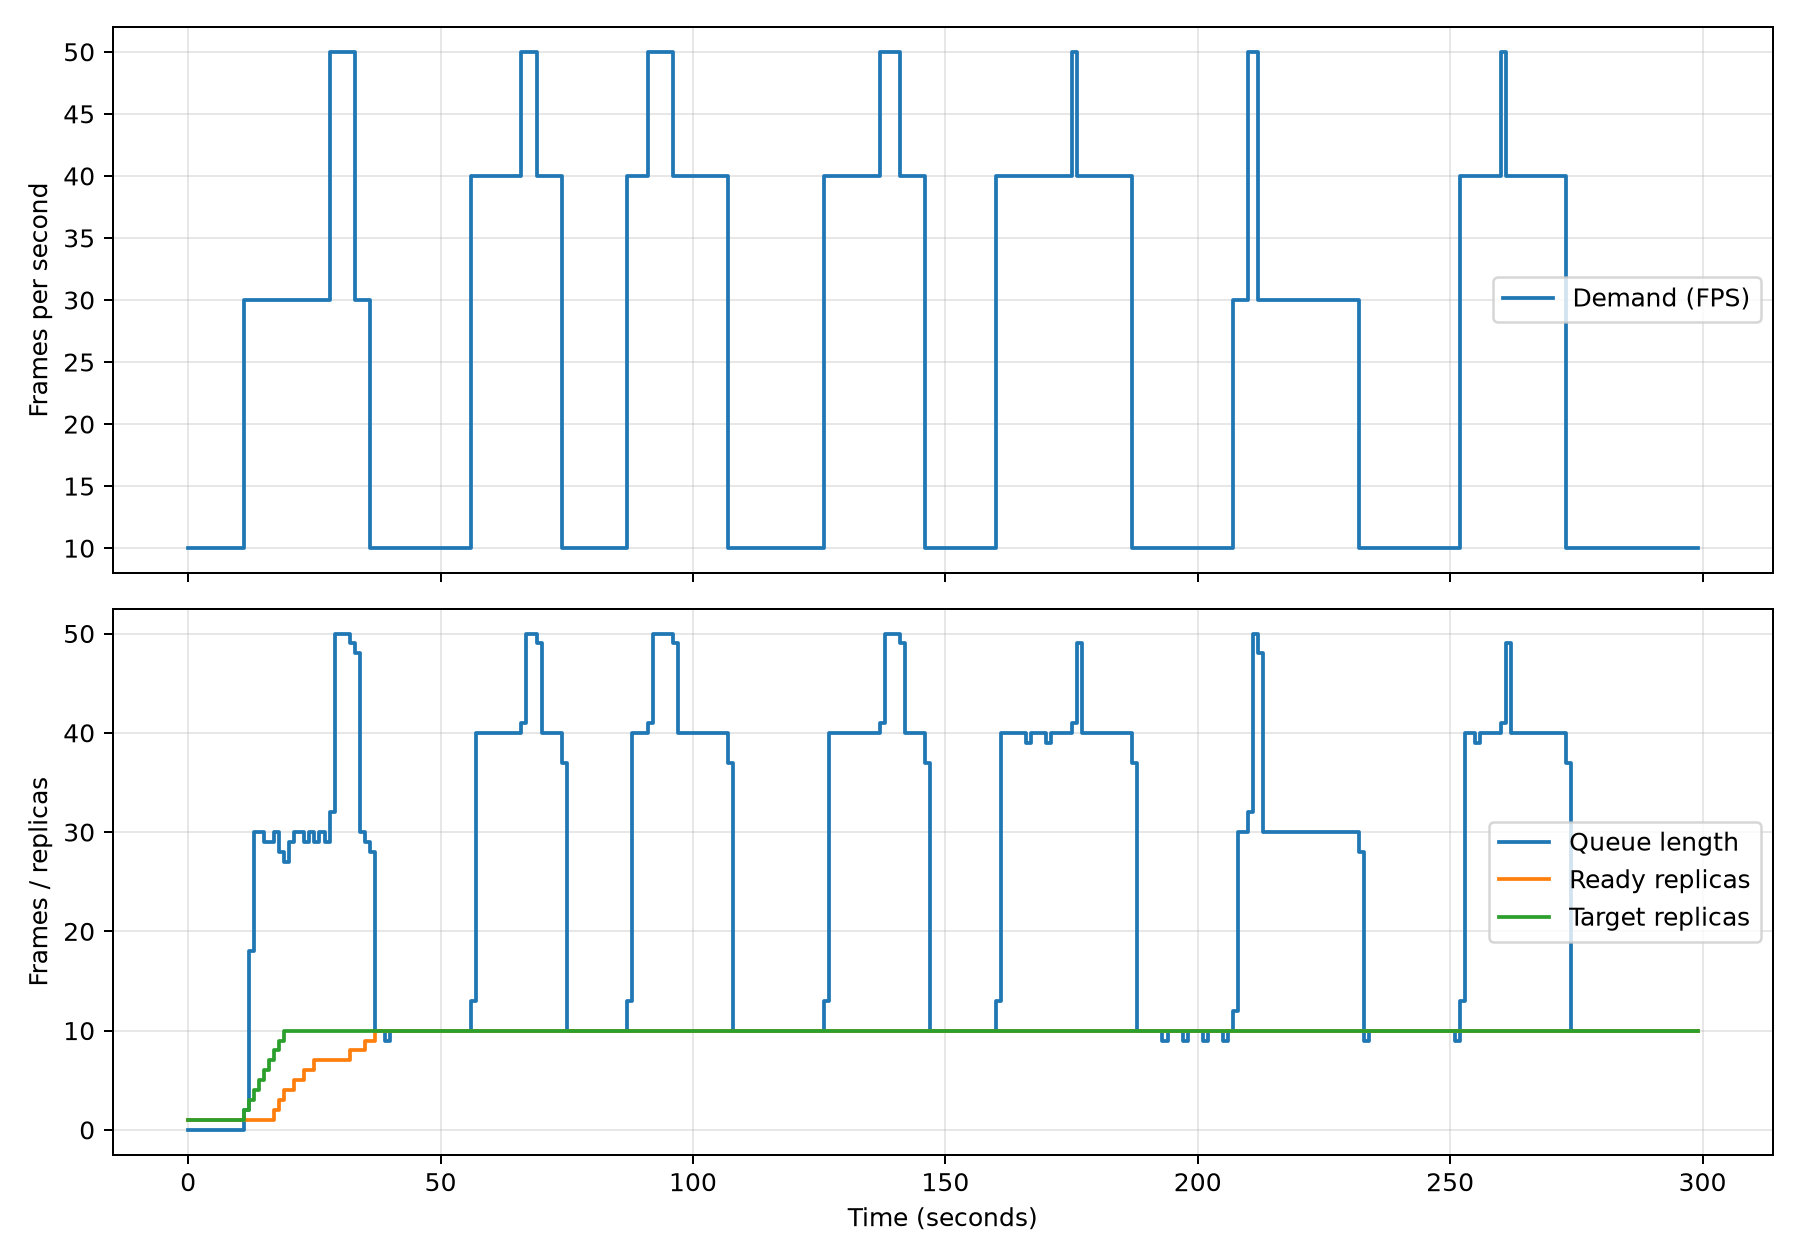 50
45
40
35
30
25
20
15
10
Frames per second
Demand (FPS)
50
40
30
20
10
0
Frames / replicas
Queue length
Ready replicas
Target replicas
0 50 100 150 200 250 300
Time (seconds)